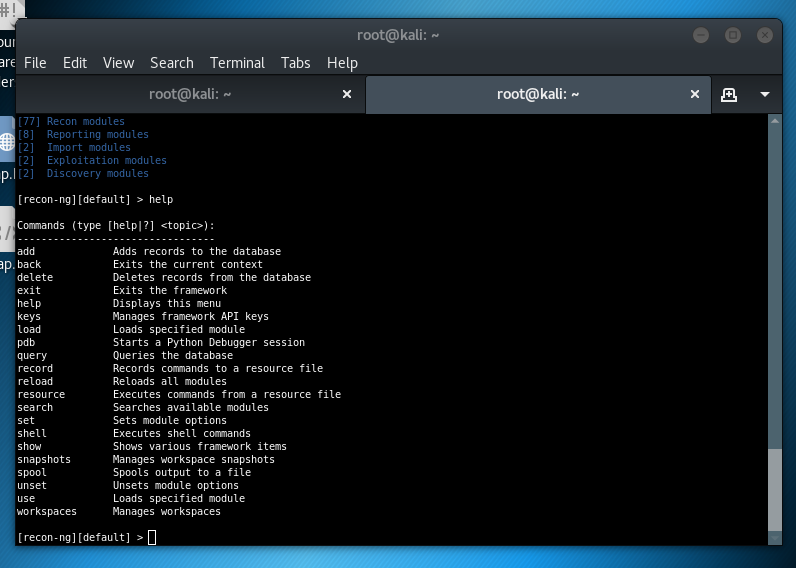 #!
root@kali: ~
File Edit View Search Terminal Tabs Help
root@kali: ~ root@kali: ~
[77] Recon modules
[8]  Reporting modules
[2]  Import modules
[2]  Exploitation modules
[2]  Discovery modules
[recon-ng][default] > help
Commands (type [help|?] <topic>):
---------------------------------
add             Adds records to the database
back            Exits the current context
delete          Deletes records from the database
exit            Exits the framework
help            Displays this menu
keys            Manages framework API keys
load            Loads specified module
pdb             Starts a Python Debugger session
query           Queries the database
record          Records commands to a resource file
reload          Reloads all modules
resource        Executes commands from a resource file
search          Searches available modules
set             Sets module options
shell           Executes shell commands
show            Shows various framework items
snapshots       Manages workspace snapshots
spool           Spools output to a file
unset           Unsets module options
use             Loads specified module
workspaces      Manages workspaces
[recon-ng][default] >